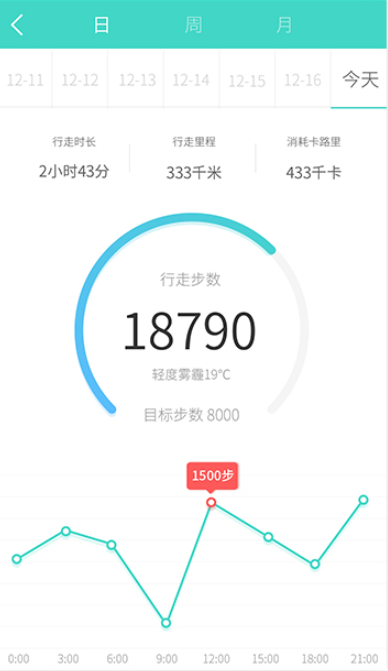 日 周 月
12-11 12-12 12-13 12-14 12-15 12-16 今天
行走时长 行走里程 消耗卡路里
2小时43分 333千米 433千卡
行走步数
18790
轻度雾霾19℃
目标步数 8000
1500步
0:00 3:00 6:00 9:00 12:00 15:00 18:00 21:00